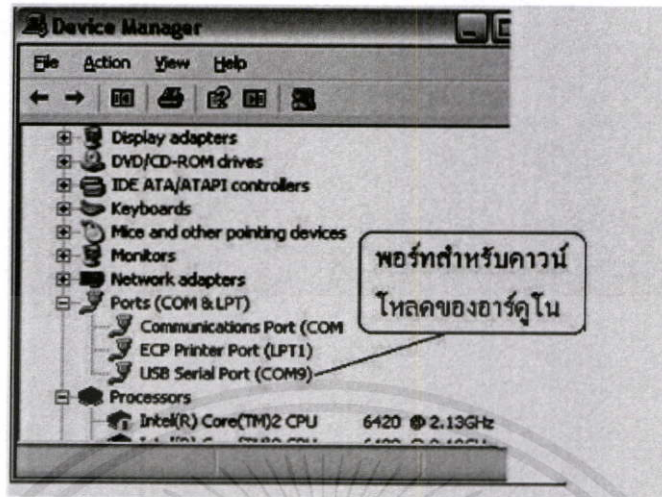 Device Manager
File Action View Help
Display adapters
DVD/CD-ROM drives
IDE ATA/ATAPI controllers
Keyboards
Mice and other pointing devices
Monitors
Network adapters
Ports (COM & LPT)
Communications Port (COM
ECP Printer Port (LPT1)
USB Serial Port (COM9)
Processors
Intel(R) Core(TM)2 CPU 6420 @ 2.13GHz
พอร์ทสำหรับดาวน์
โหลดของอาร์ดูโน